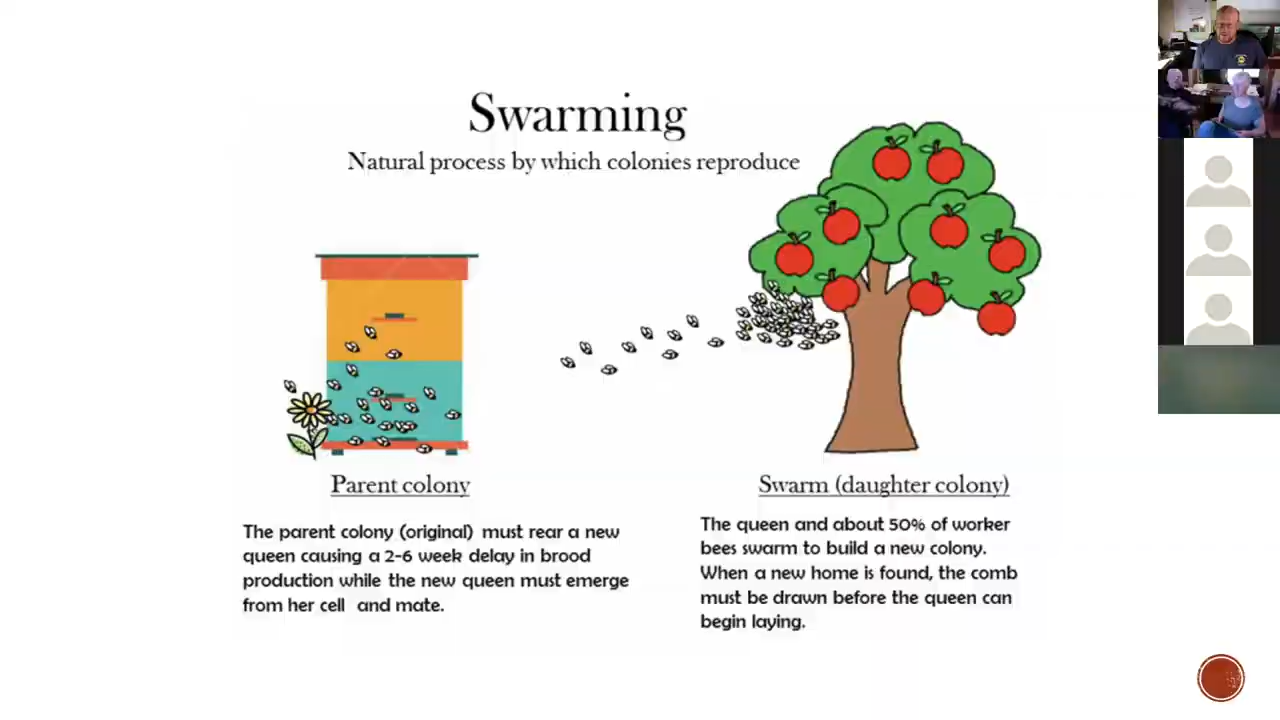 Swarming
Natural process by which colonies reproduce
Parent colony
The parent colony (original) must rear a new
queen causing a 2-6 week delay in brood
production while the new queen must emerge
from her cell and mate.
Swarm (daughter colony)
The queen and about 50% of worker
bees swarm to build a new colony.
When a new home is found, the comb
must be drawn before the queen can
begin laying.